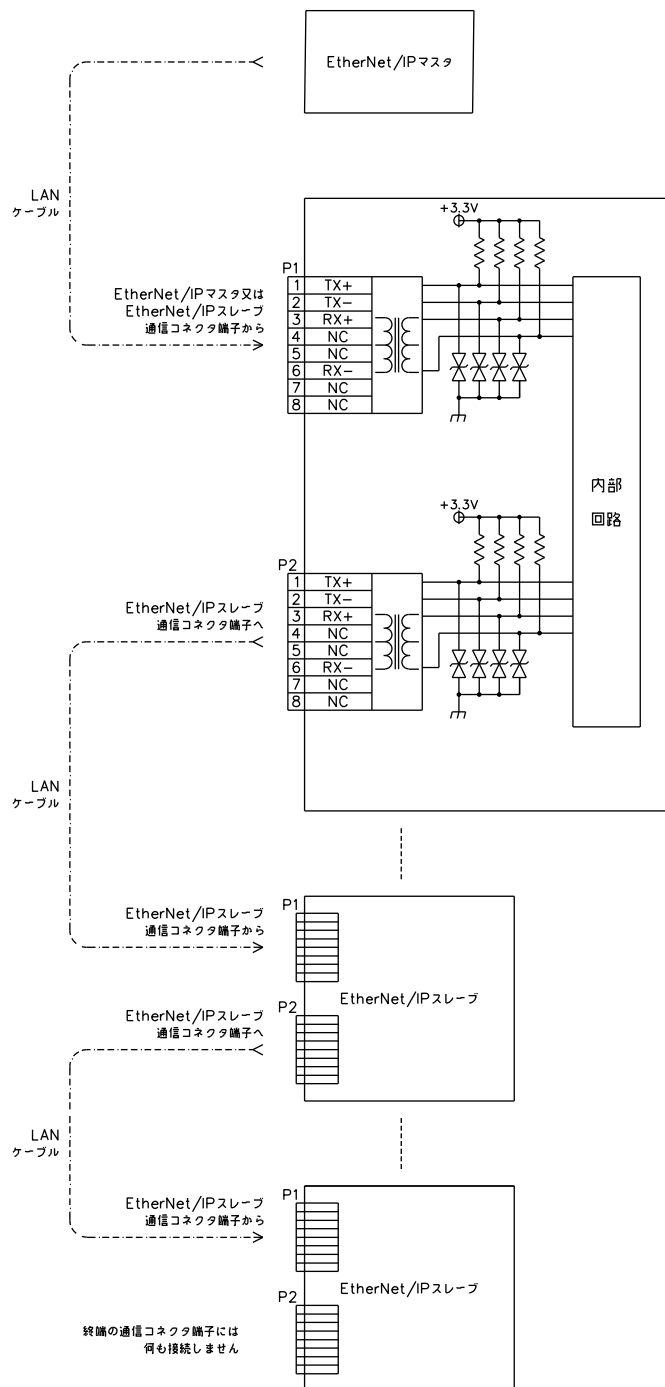 EtherNet/IPマスタ
LAN
ケーブル
+3.3V
P1
EtherNet/IPマスタ又は
EtherNet/IPスレーブ
通信コネクタ端子から
1 TX+
2 TX-
3 RX+
4 NC
5 NC
6 RX-
7 NC
8 NC
内部
回路
+3.3V
P2
EtherNet/IPスレーブ
通信コネクタ端子へ
1 TX+
2 TX-
3 RX+
4 NC
5 NC
6 RX-
7 NC
8 NC
LAN
ケーブル
P1
EtherNet/IPスレーブ
通信コネクタ端子から
EtherNet/IPスレーブ
P2
EtherNet/IPスレーブ
通信コネクタ端子へ
LAN
ケーブル
P1
EtherNet/IPスレーブ
通信コネクタ端子から
EtherNet/IPスレーブ
P2
終端の通信コネクタ端子には
何も接続しません